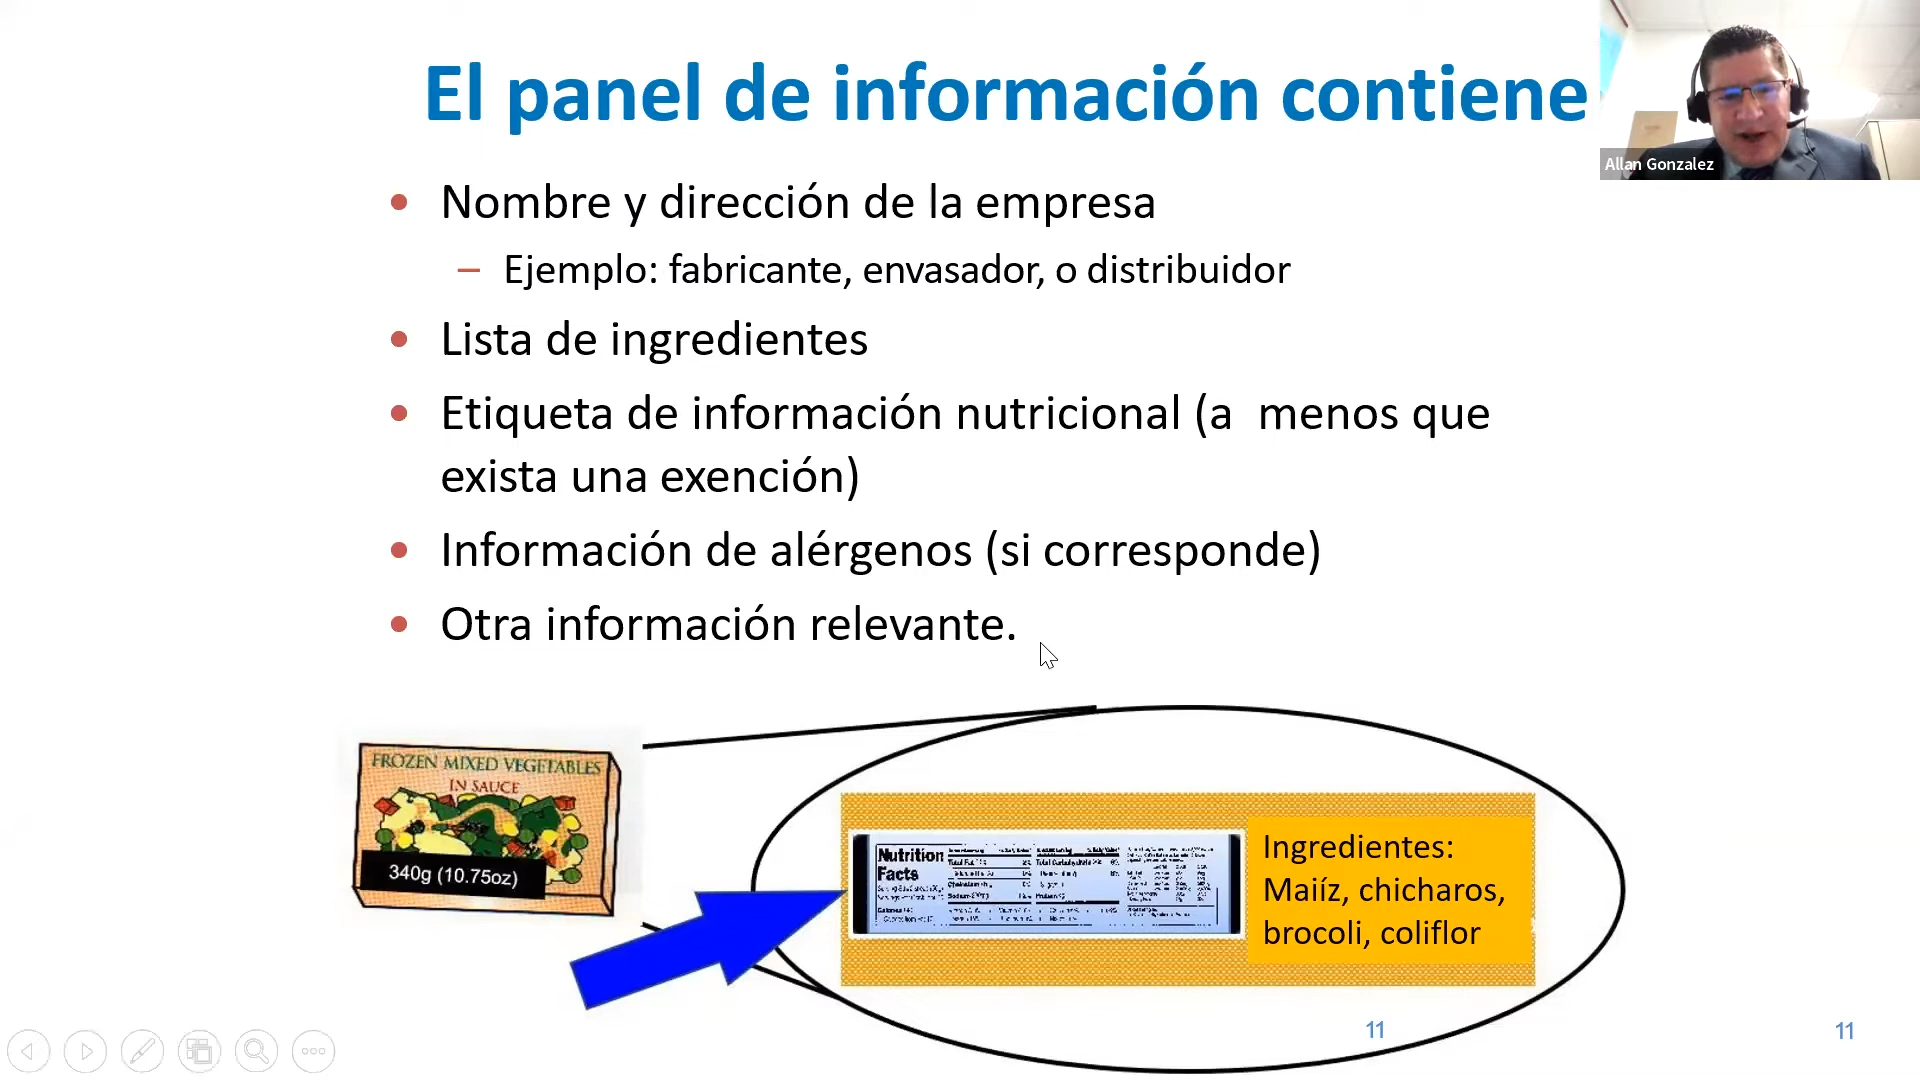 El panel de información contiene
Allan Gonzalez
• Nombre y dirección de la empresa
– Ejemplo: fabricante, envasador, o distribuidor
• Lista de ingredientes
• Etiqueta de información nutricional (a menos que
exista una exención)
• Información de alérgenos (si corresponde)
• Otra información relevante.
FROZEN MIXED VEGETABLES
IN SAUCE
340g (10.75oz)
Nutrition
Facts
Ingredientes:
Maiíz, chicharos,
brocoli, coliflor
11
11